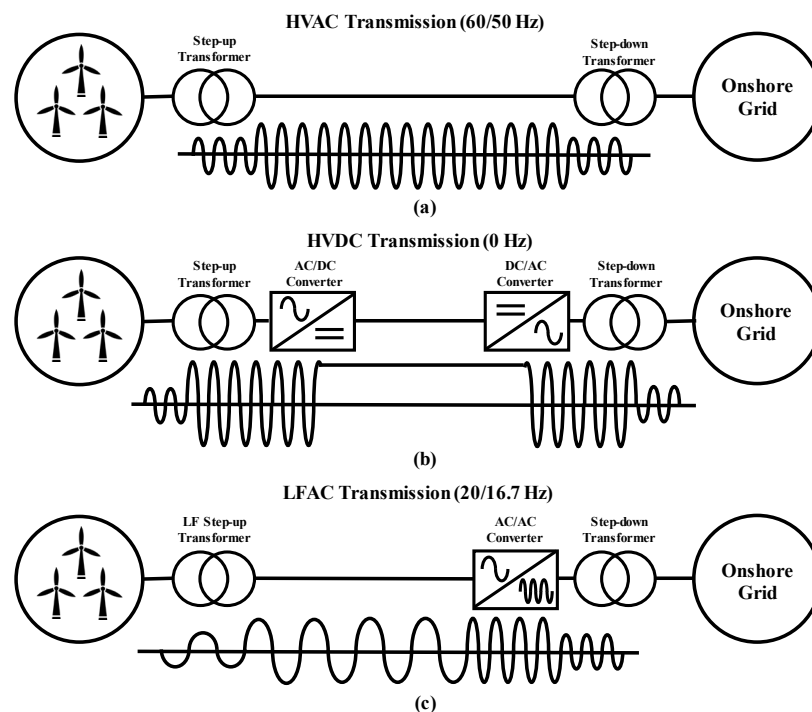 HVAC Transmission (60/50 Hz)
Step-up
Transformer
Step-down
Transformer
Onshore
Grid
(a)
HVDC Transmission (0 Hz)
Step-up
Transformer
AC/DC
Converter
DC/AC
Converter
Step-down
Transformer
Onshore
Grid
(b)
LFAC Transmission (20/16.7 Hz)
LF Step-up
Transformer
AC/AC
Converter
Step-down
Transformer
Onshore
Grid
(c)